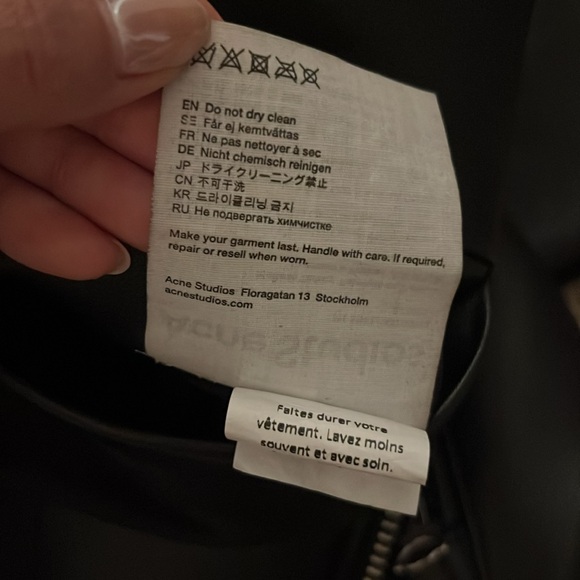 EN Do not dry clean
SE Får ej kemtvättas
FR Ne pas nettoyer à sec
DE Nicht chemisch reinigen
JP ドライクリーニング禁止
CN 不可干洗
KR 드라이클리닝 금지
RU Не подвергать химчистке
Make your garment last. Handle with care. If required,
repair or resell when worn.
Acne Studios Floragatan 13 Stockholm
acnestudios.com
Acne Studios
Faites durer votre
vêtement. Lavez moins
souvent et avec soin.